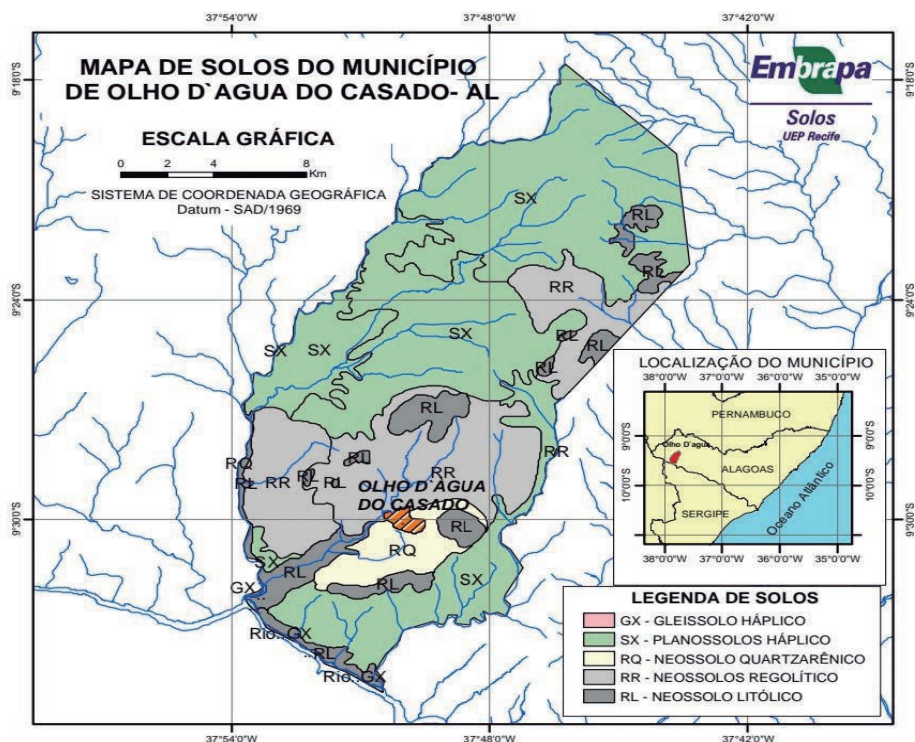 37°54'0"W 37°48'0"W 37°42'0"W
MAPA DE SOLOS DO MUNICÍPIO
DE OLHO D`AGUA DO CASADO- AL
Embrapa
Solos
UEP Recife
9°18'0"S
9°18'0"S
ESCALA GRÁFICA
0 2 4 8
Km
SISTEMA DE COORDENADA GEOGRÁFICA
Datum - SAD/1969
SX
RL
RL
RR
9°24'0"S
9°24'0"S
SX
SX SX
RL
RL
RL
RL
RQ
RL RR
RL
RL
RL
RR
RR
OLHO D`AGUA
DO CASADO
9°30'0"S
9°30'0"S
RL
RQ
SX
RL
RL
SX
GX..
Rio..GX
..RL
Rio..GX
LOCALIZAÇÃO DO MUNICÍPIO
38°0'0"W 37°0'0"W 36°0'0"W 35°0'0"W
PERNAMBUCO
9°0'0"S
9°0'0"S
Olho D`agua
ALAGOAS
10°0'0"S
10°0'0"S
SERGIPE
Oceano Atlântico
38°0'0"W 37°0'0"W 36°0'0"W 35°0'0"W
LEGENDA DE SOLOS
GX - GLEISSOLO HÁPLICO
SX - PLANOSSOLOS HÁPLICO
RQ - NEOSSOLO QUARTZARÊNICO
RR - NEOSSOLOS REGOLÍTICO
RL - NEOSSOLO LITÓLICO
37°54'0"W 37°48'0"W 37°42'0"W